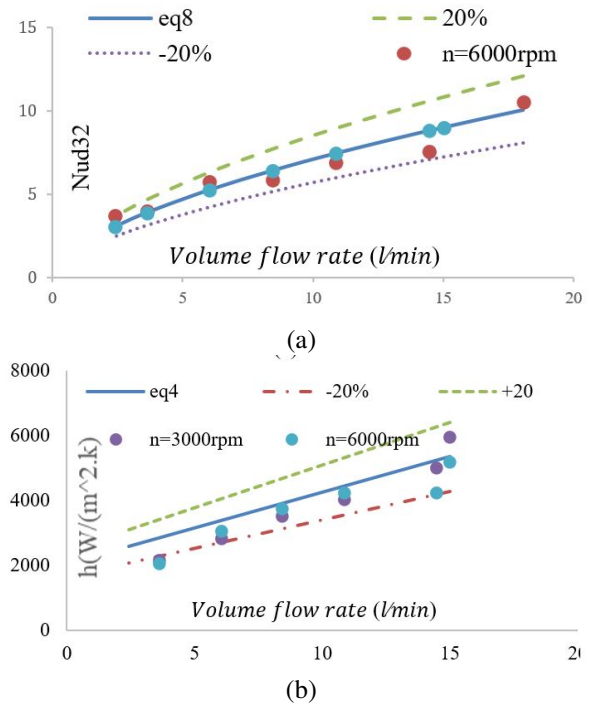 eq8 20%
-20% n=6000rpm
15
10
5
0
Nud32
Volume flow rate (l/min)
0 5 10 15 20
(a)
8000
6000
4000
2000
0
eq4 -20% +20
n=3000rpm n=6000rpm
h(W/(m^2.k)
Volume flow rate (l/min)
0 5 10 15
(b)